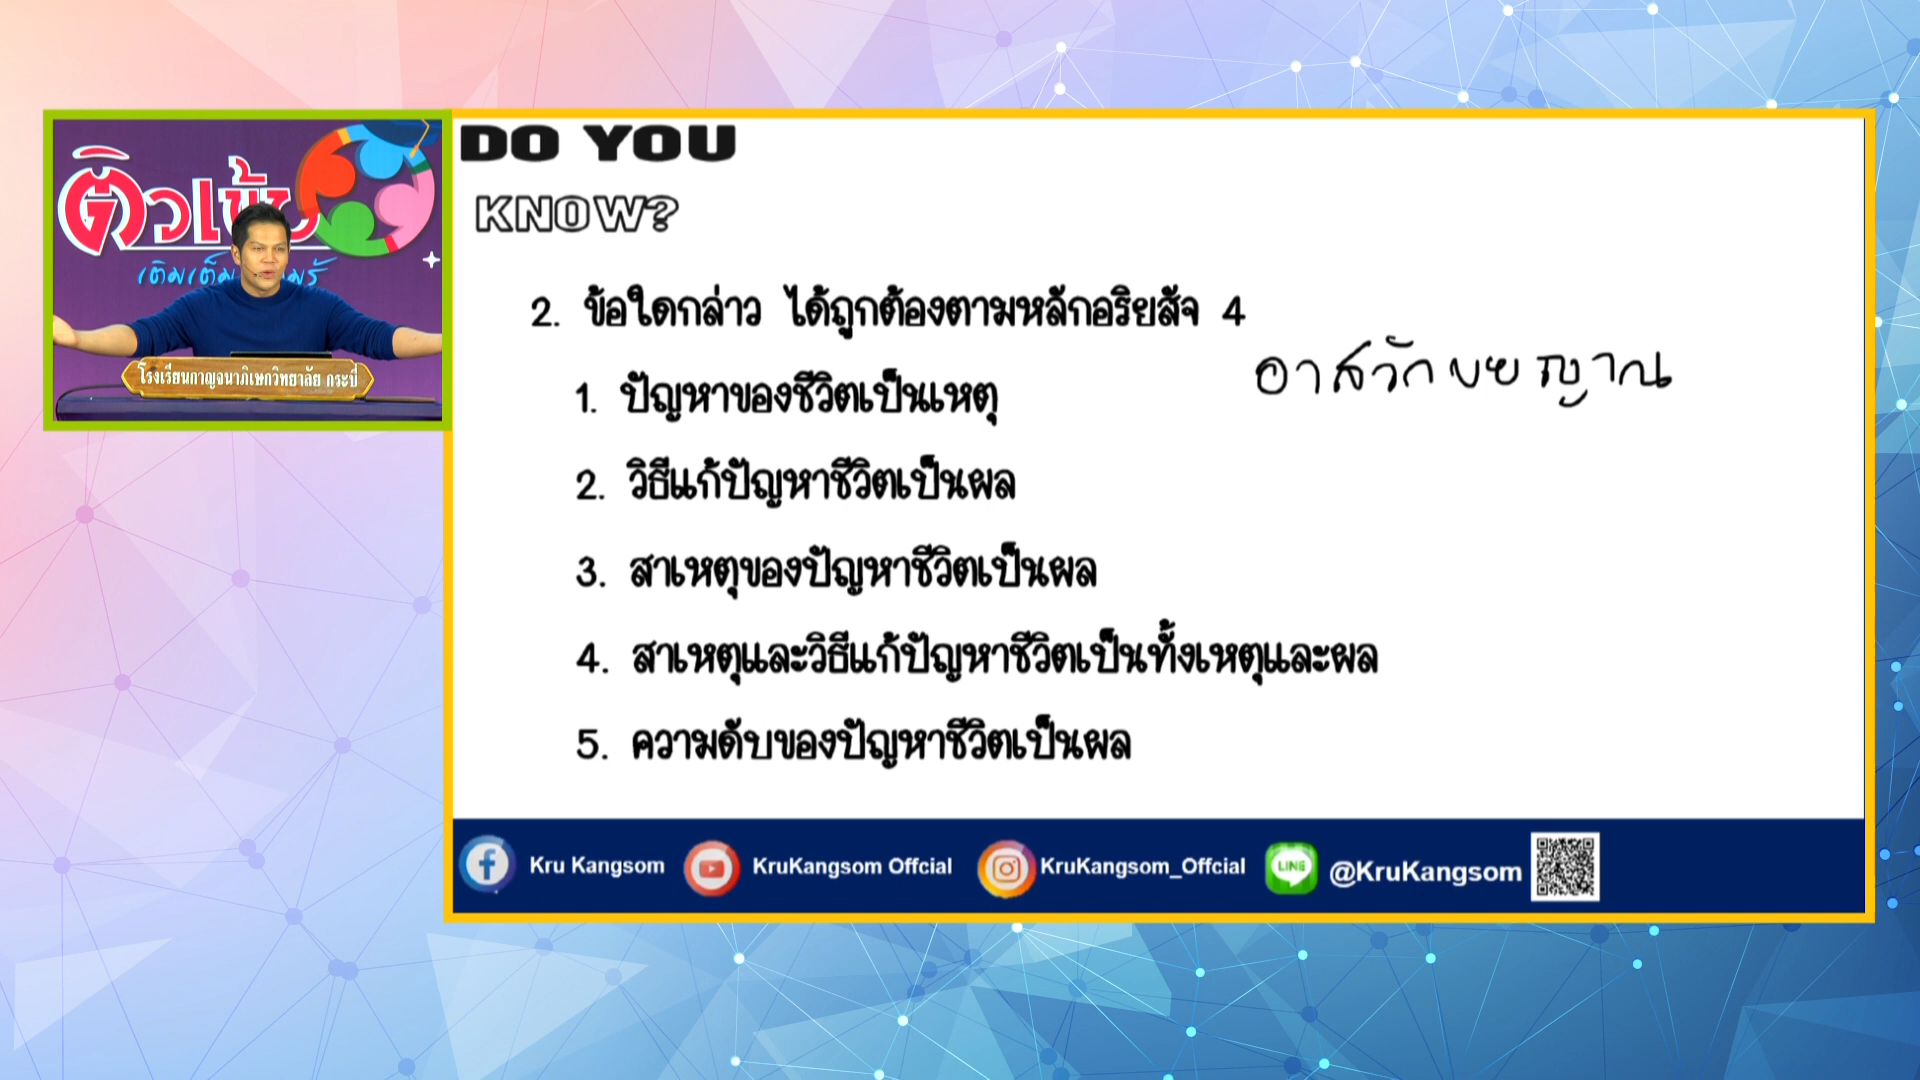 ติวเข้ม
เติมเต็ม
โรงเรียนกาญจนาภิเษกวิทยาลัย กระบี่
DO YOU
KNOW?
2. ข้อใดกล่าว ได้ถูกต้องตามหลักอริยสัจ 4
อาสวักขยญาณ
1. ปัญหาของชีวิตเป็นเหตุ
2. วิธีแก้ปัญหาชีวิตเป็นผล
3. สาเหตุของปัญหาชีวิตเป็นผล
4. สาเหตุและวิธีแก้ปัญหาชีวิตเป็นทั้งเหตุและผล
5. ความดับของปัญหาชีวิตเป็นผล
Kru Kangsom
KruKangsom Offcial
KruKangsom_Offcial
LINE
@KruKangsom